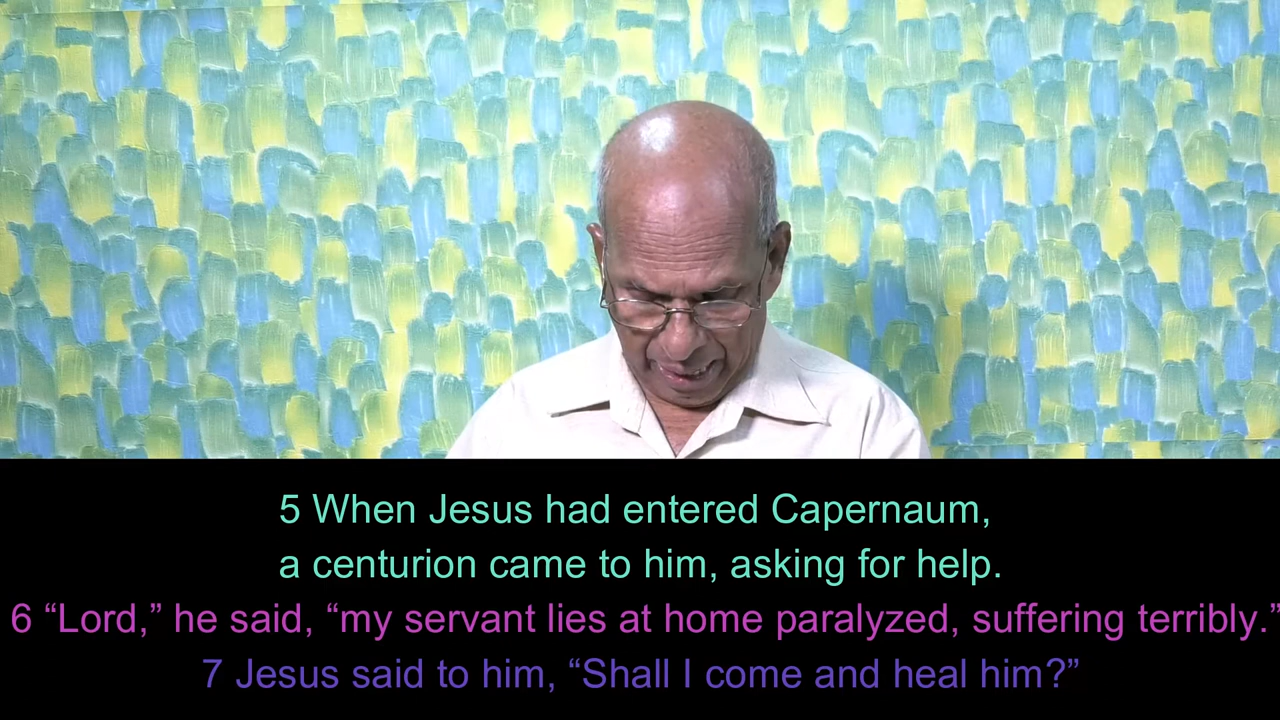 5 When Jesus had entered Capernaum,
a centurion came to him, asking for help.
6 “Lord,” he said, “my servant lies at home paralyzed, suffering terribly.”
7 Jesus said to him, “Shall I come and heal him?”